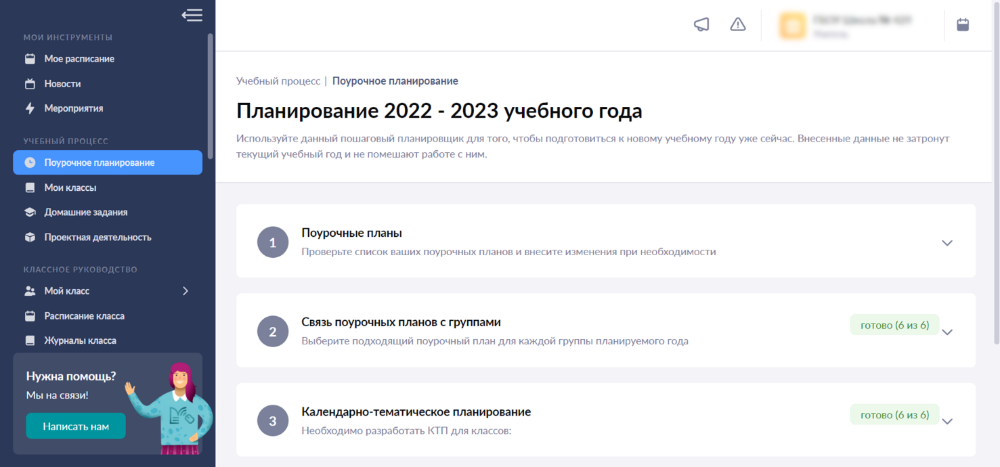 МОИ ИНСТРУМЕНТЫ
Мое расписание
Новости
Мероприятия
УЧЕБНЫЙ ПРОЦЕСС
Поурочное планирование
Мои классы
Домашние задания
Проектная деятельность
КЛАССНОЕ РУКОВОДСТВО
Мой класс
Расписание класса
Журналы класса
Нужна помощь?
Мы на связи!
Написать нам
Учебный процесс | Поурочное планирование
Планирование 2022 - 2023 учебного года
Используйте данный пошаговый планировщик для того, чтобы подготовиться к новому учебному году уже сейчас. Внесенные данные не затронут
текущий учебный год и не помешают работе с ним.
1
Поурочные планы
Проверьте список ваших поурочных планов и внесите изменения при необходимости
2
Связь поурочных планов с группами
Выберите подходящий поурочный план для каждой группы планируемого года
готово (6 из 6)
3
Календарно-тематическое планирование
Необходимо разработать КТП для классов:
готово (6 из 6)